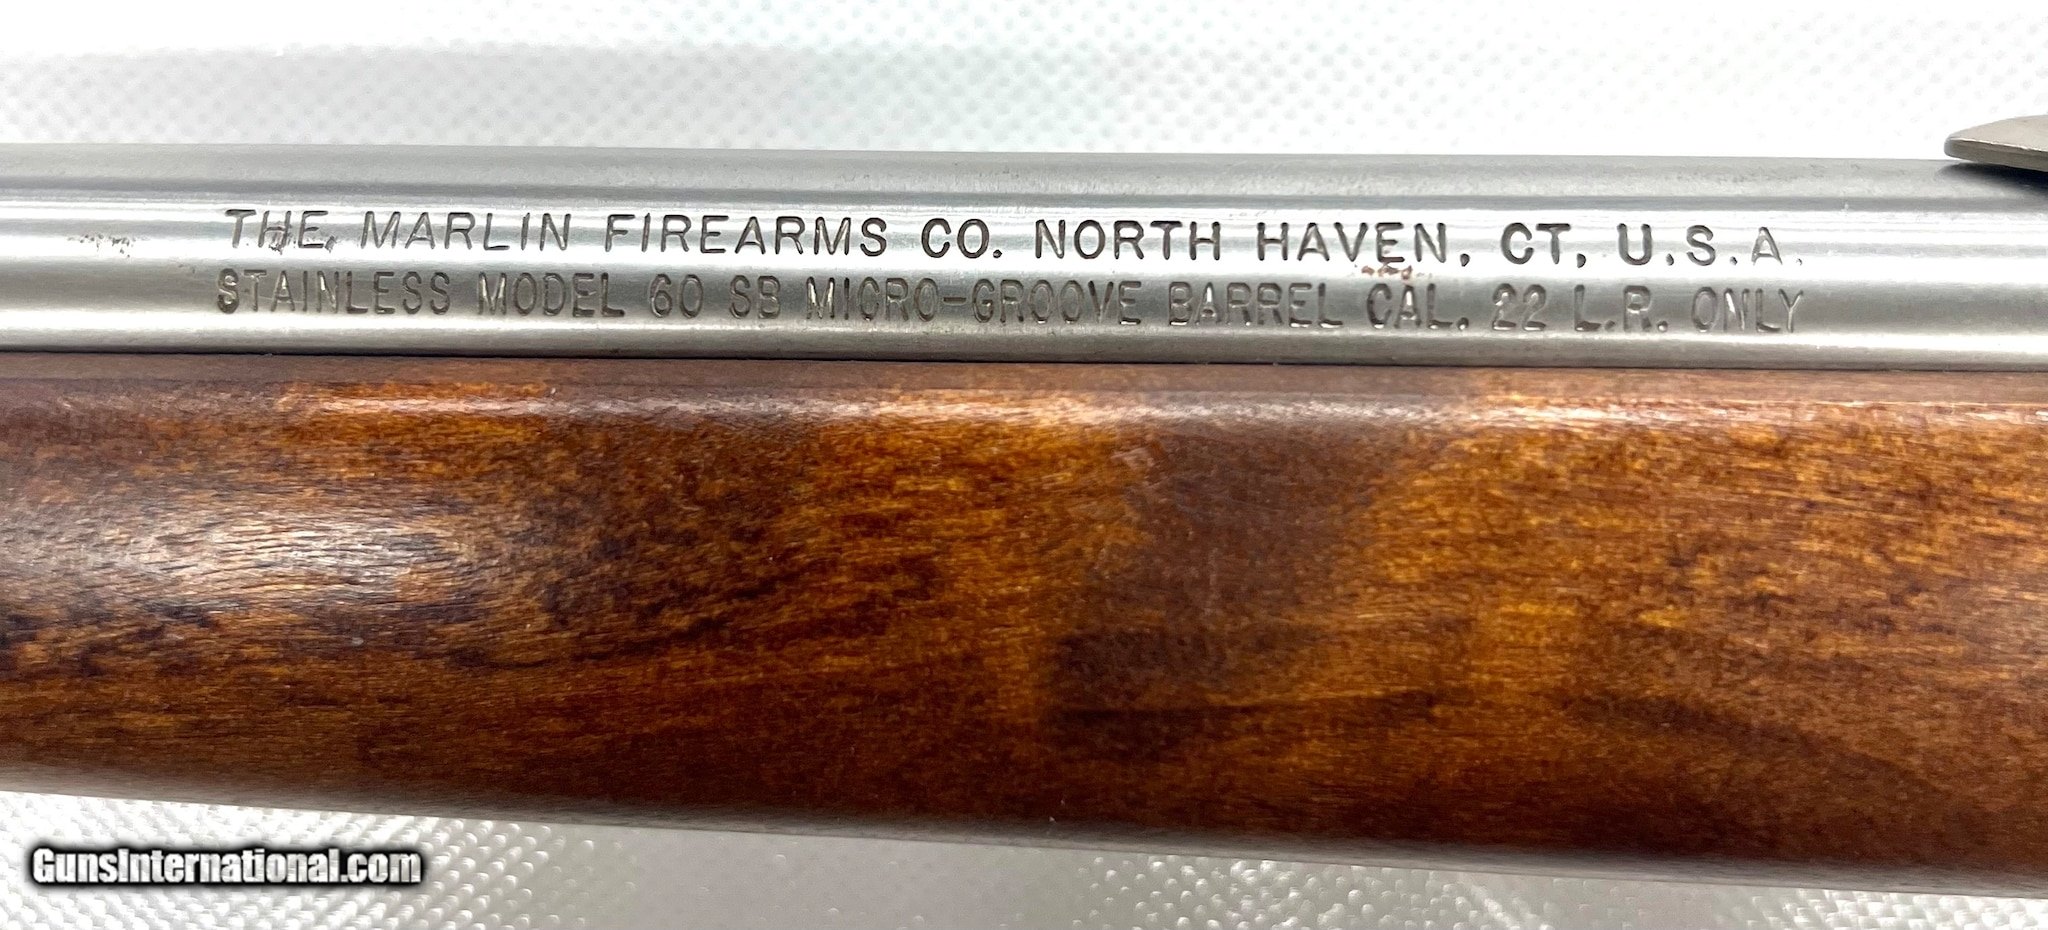 THE MARLIN FIREARMS CO. NORTH HAVEN, CT, U.S.A.
STAINLESS MODEL 60 SB MICRO-GROOVE BARREL CAL. 22 L.R. ONLY
GunsInternational.com